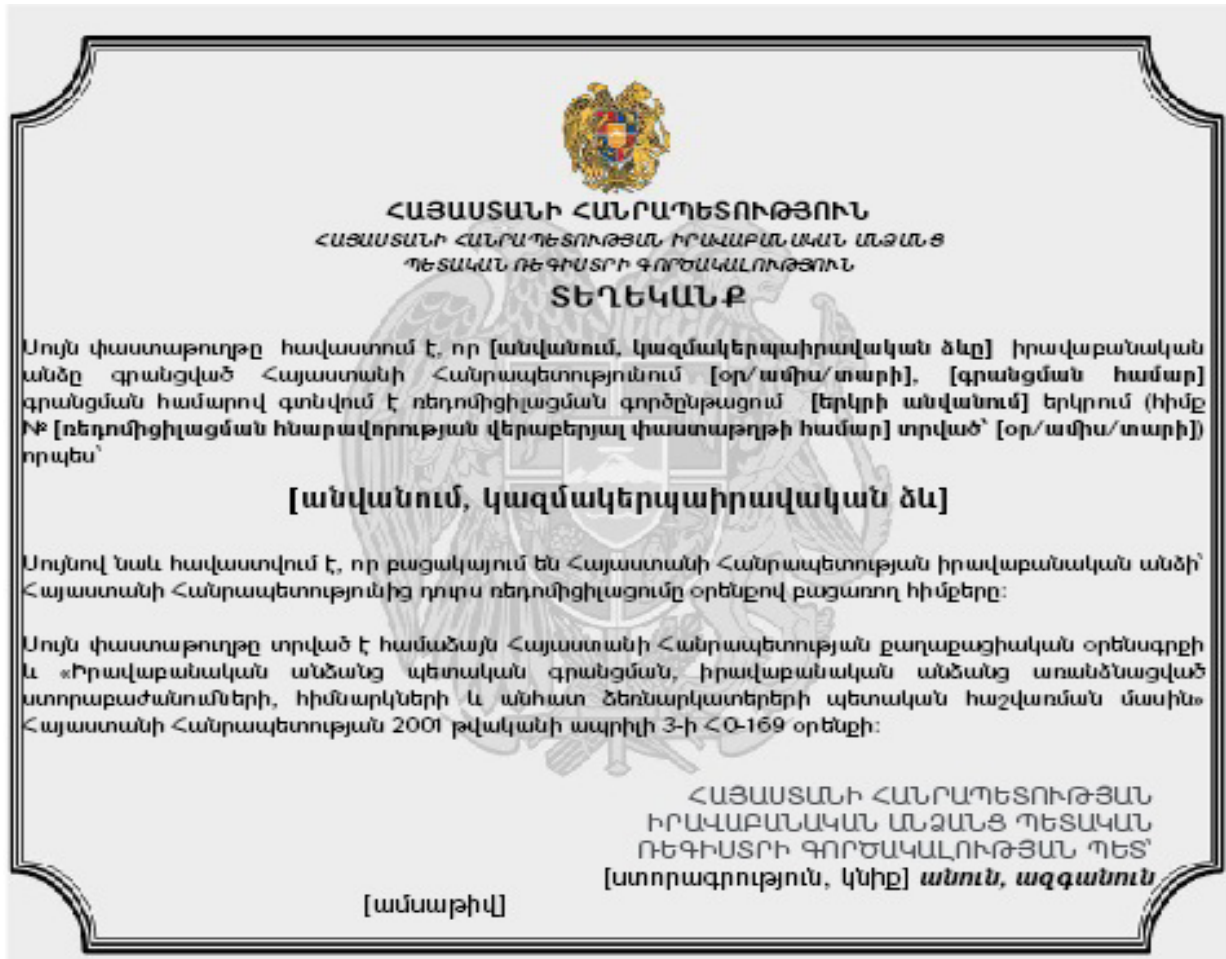 ՀԱՅԱՍՏԱՆԻ ՀԱՆՐԱՊԵՏՈՒԹՅՈՒՆ
ՀԱՅԱՍՏԱՆԻ ՀԱՆՐԱՊԵՏՈՒԹՅԱՆ ԻՐԱՎԱԲԱՆԱԿԱՆ ԱՆՁԱՆՑ
ՊԵՏԱԿԱՆ ՌԵԳԻՍՏՐԻ ԳՈՐԾԱԿԱԼՈՒԹՅՈՒՆ
ՏԵՂԵԿԱՆՔ
Սույն փաստաթուղթը հավաստում է, որ [անվանում, կազմակերպաիրավական ձևը] իրավաբանական
անձը գրանցված Հայաստանի Հանրապետությունում [օր/ամիս/տարի], [գրանցման համար]
գրանցման համարով գտնվում է ռեդոմիցիլացման գործընթացում [երկրի անվանում] երկրում (հիմք
№ [ռեդոմիցիլացման հնարավորության վերաբերյալ փաստաթղթի համար] տրված՝ [օր/ամիս/տարի])
որպես՝
[անվանում, կազմակերպաիրավական ձև]
Սույնով նաև հավաստվում է, որ բացակայում են Հայաստանի Հանրապետության իրավաբանական անձի՝
Հայաստանի Հանրապետությունից դուրս ռեդոմիցիլացումը օրենքով բացառող հիմքերը:
Սույն փաստաթուղթը տրված է համաձայն Հայաստանի Հանրապետության քաղաքացիական օրենսգրքի
և «Իրավաբանական անձանց պետական գրանցման, իրավաբանական անձանց առանձնացված
ստորաբաժանումների, հիմնարկների և անհատ ձեռնարկատերերի պետական հաշվառման մասին»
Հայաստանի Հանրապետության 2001 թվականի ապրիլի 3-ի ՀՕ-169 օրենքի:
ՀԱՅԱՍՏԱՆԻ ՀԱՆՐԱՊԵՏՈՒԹՅԱՆ
ԻՐԱՎԱԲԱՆԱԿԱՆ ԱՆՁԱՆՑ ՊԵՏԱԿԱՆ
ՌԵԳԻՍՏՐԻ ԳՈՐԾԱԿԱԼՈՒԹՅԱՆ ՊԵՏ՝
[ստորագրություն, կնիք] անուն, ազգանուն
[ամսաթիվ]